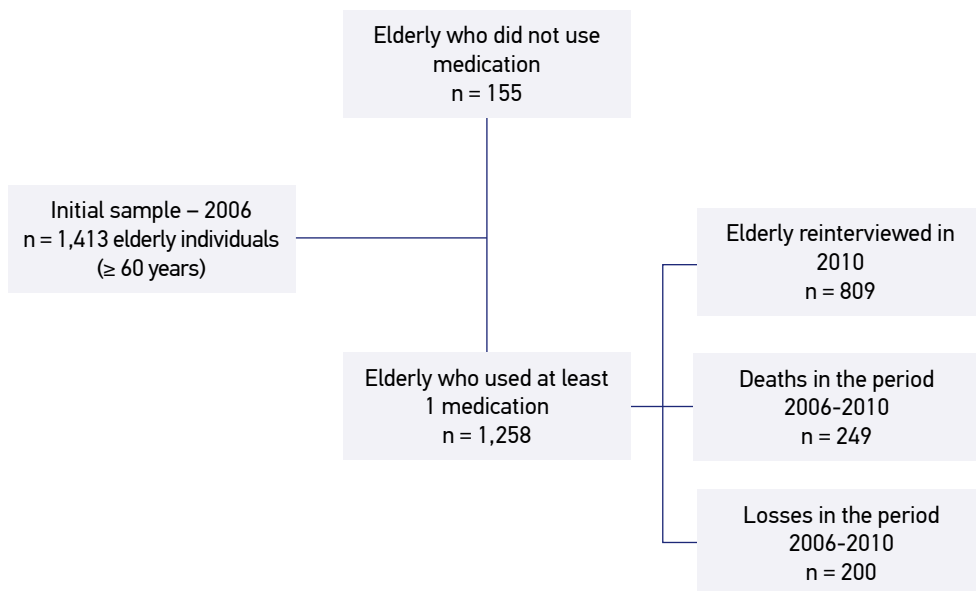 Elderly who did not use
medication
n = 155
Initial sample – 2006
n = 1,413 elderly individuals
(≥ 60 years)
Elderly who used at least
1 medication
n = 1,258
Elderly reinterviewed in
2010
n = 809
Deaths in the period
2006-2010
n = 249
Losses in the period
2006-2010
n = 200